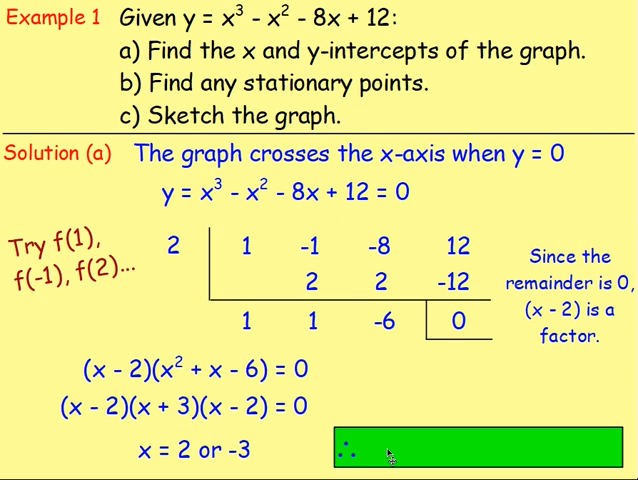 Example 1 Given y = x³ - x² - 8x + 12:
a) Find the x and y-intercepts of the graph.
b) Find any stationary points.
c) Sketch the graph.
Solution (a) The graph crosses the x-axis when y = 0
y = x³ - x² - 8x + 12 = 0
Try f(1),
f(-1), f(2)...
2 1 -1 -8 12
2 2 -12
1 1 -6 0
Since the
remainder is 0,
(x - 2) is a
factor.
(x - 2)(x² + x - 6) = 0
(x - 2)(x + 3)(x - 2) = 0
x = 2 or -3
∴